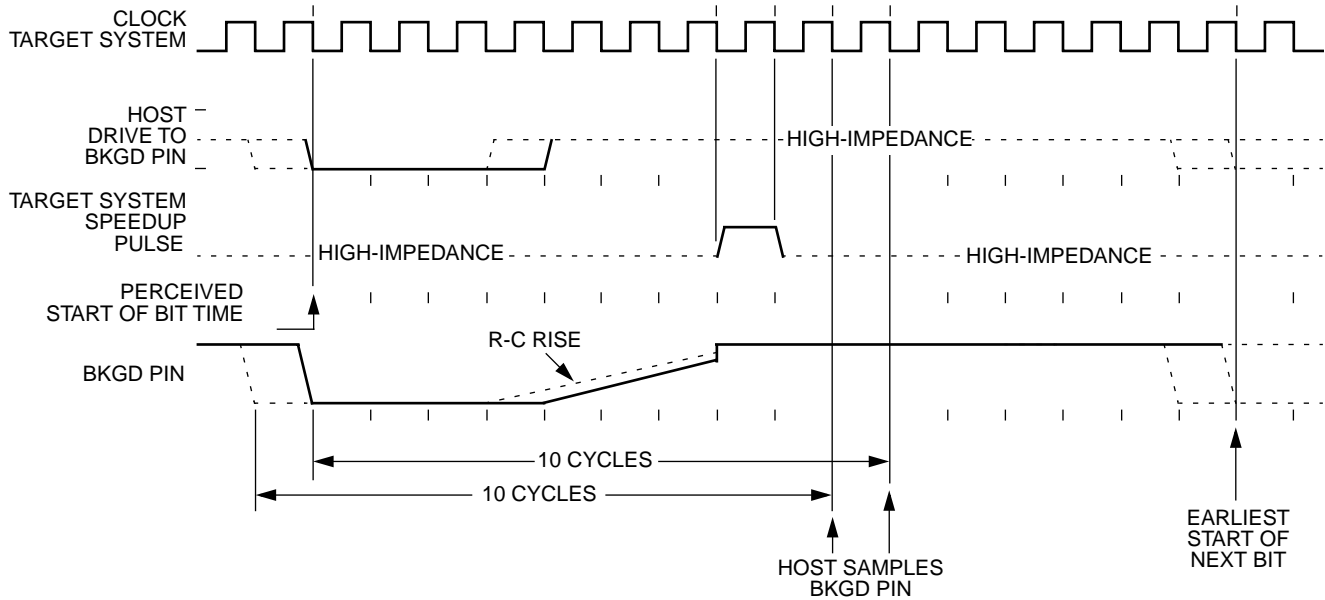 CLOCK
TARGET SYSTEM
HOST
DRIVE TO
BKGD PIN
HIGH-IMPEDANCE
TARGET SYSTEM
SPEEDUP
PULSE
HIGH-IMPEDANCE
HIGH-IMPEDANCE
PERCEIVED
START OF BIT TIME
R-C RISE
BKGD PIN
10 CYCLES
10 CYCLES
HOST SAMPLES
BKGD PIN
EARLIEST
START OF
NEXT BIT